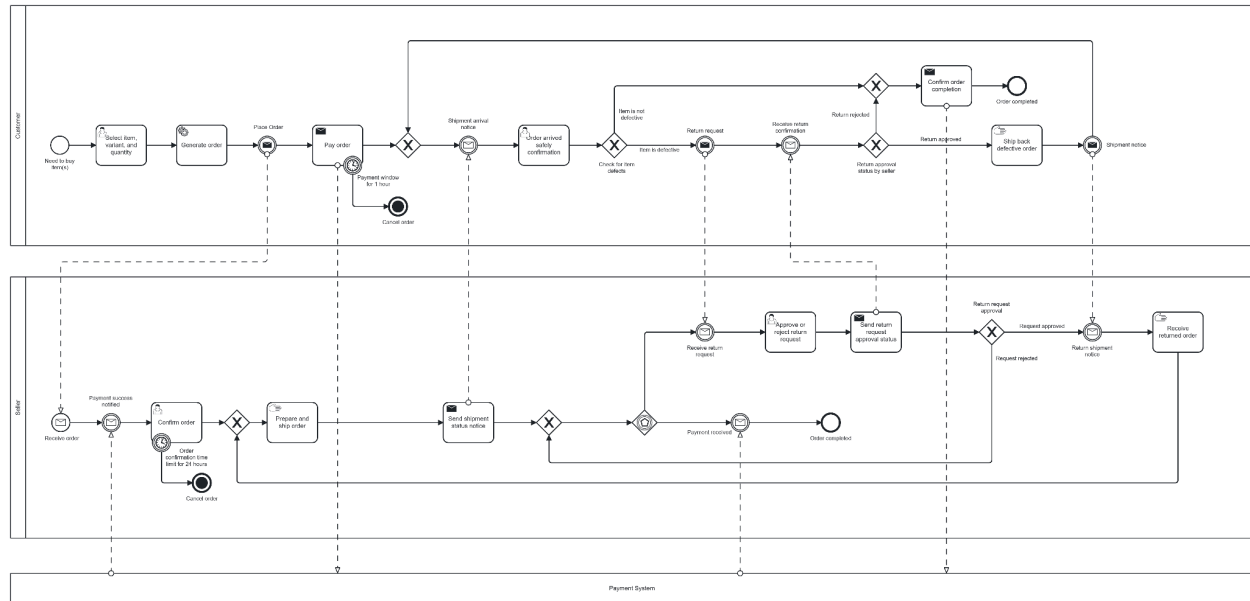 Customer
Need to buy
item(s)
Select item,
variant, and
quantity
Generate order
Place Order
Pay order
Payment window
for 1 hour
Cancel order
Shipment arrival
notice
Order arrived
safely
confirmation
Item is not
defective
Check for item
defects
Item is defective
Return request
Receive return
confirmation
Return rejected
Return approval
status by seller
Return approved
Confirm order
completion
Order completed
Ship back
defective order
Shipment notice
Seller
Receive order
Payment success
notified
Confirm order
Order
confirmation time
limit for 24 hours
Cancel order
Prepare and
ship order
Send shipment
status notice
Receive return
request
Approve or
reject return
request
Send return
request
approval status
Return request
approval
Request approved
Request rejected
Return shipment
notice
Receive
returned order
Payment received
Order completed
Payment System